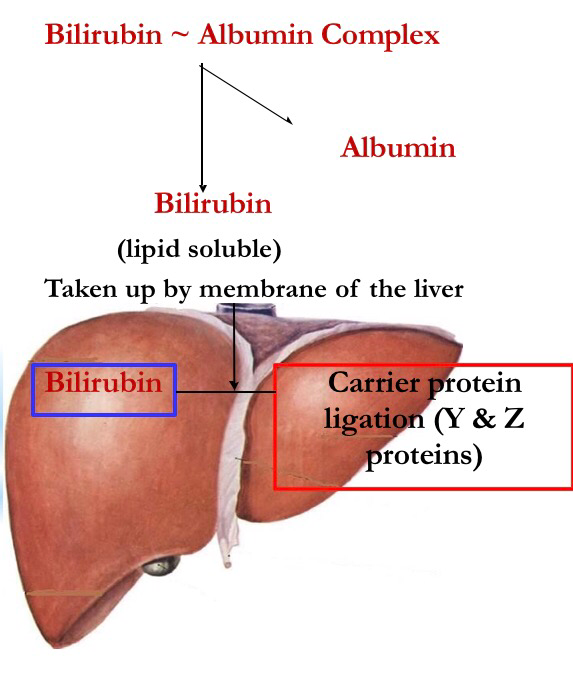 Bilirubin ~ Albumin Complex
Albumin
Bilirubin
(lipid soluble)
Taken up by membrane of the liver
Bilirubin
Carrier protein
ligation (Y & Z
proteins)